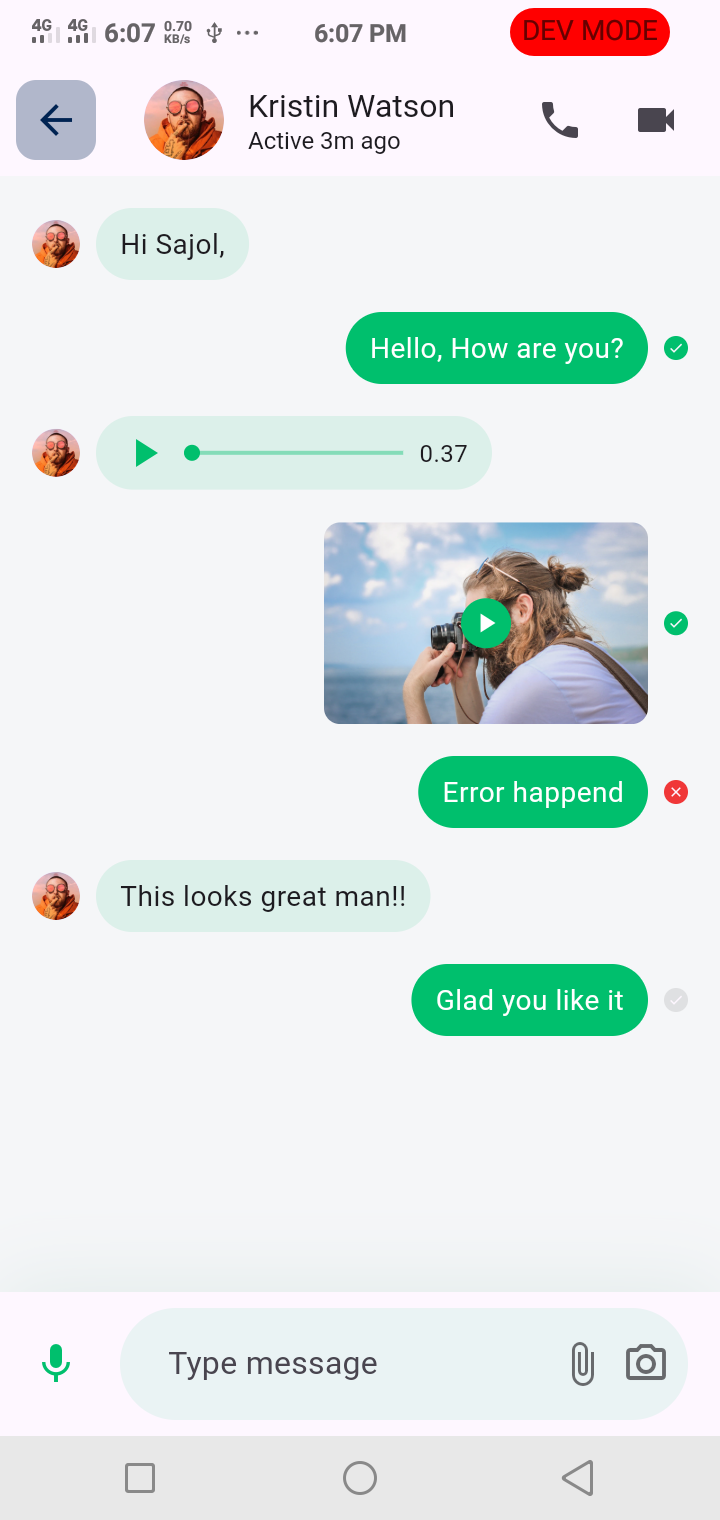 4G 4G 6:07 0.70 KB/s 6:07 PM DEV MODE
Kristin Watson
Active 3m ago
Hi Sajol,
Hello, How are you?
0.37
Error happend
This looks great man!!
Glad you like it
Type message